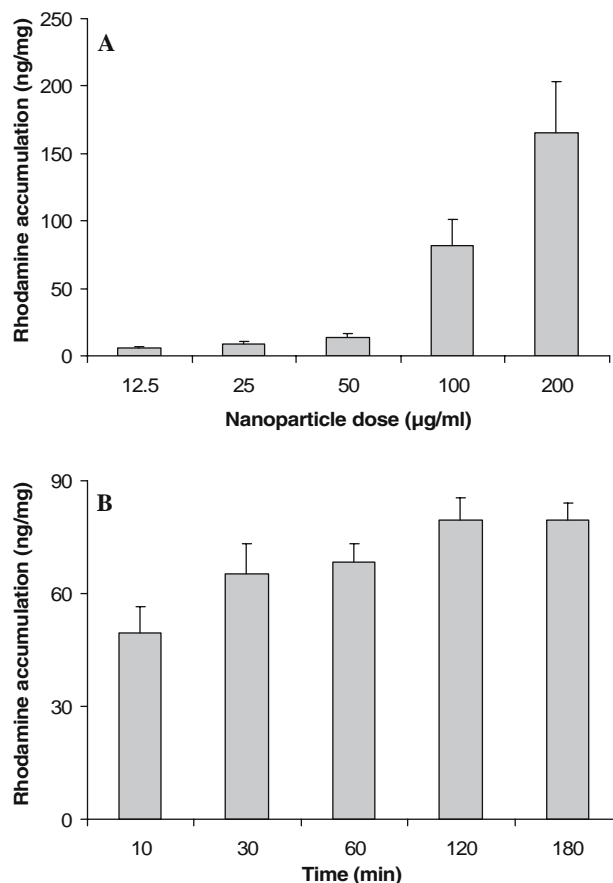 A
Rhodamine accumulation (ng/mg)
250
200
150
100
50
0
12.5 25 50 100 200
Nanoparticle dose (µg/ml)
B
Rhodamine accumulation (ng/mg)
90
60
30
0
10 30 60 120 180
Time (min)